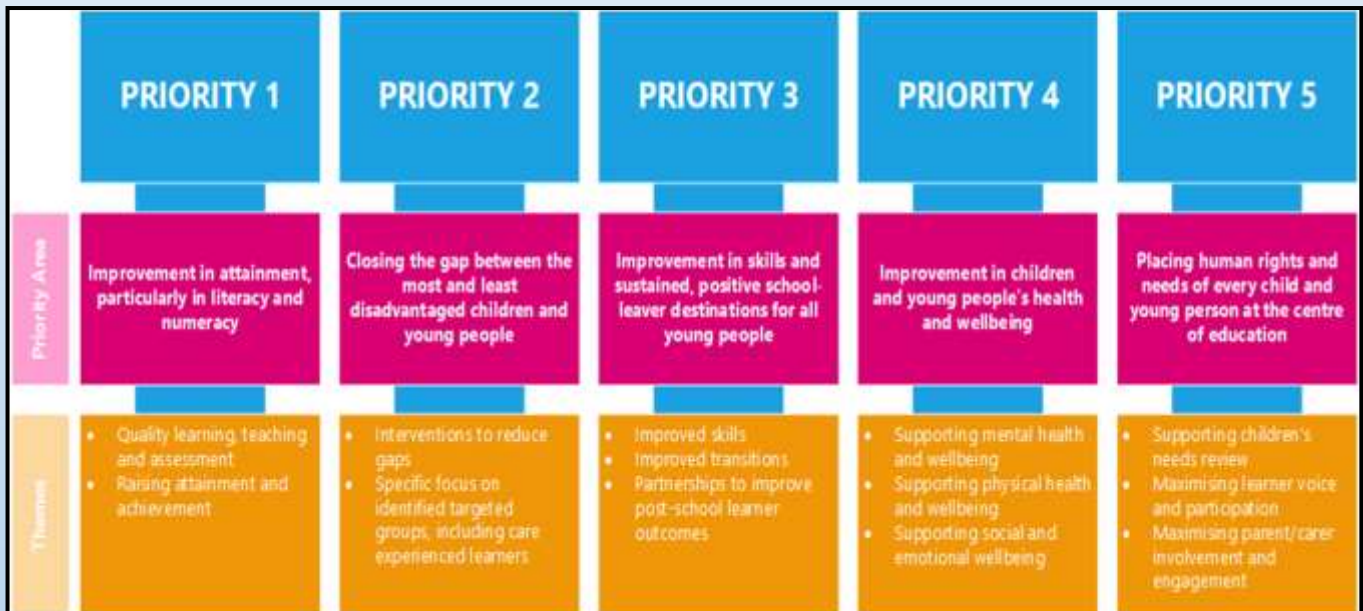 PRIORITY 1
PRIORITY 2
PRIORITY 3
PRIORITY 4
PRIORITY 5
Priority Area
Improvement in attainment,
particularly in literacy and
numeracy
Closing the gap between the
most and least
disadvantaged children and
young people
Improvement in skills and
sustained, positive school-
leaver destinations for all
young people
Improvement in children
and young people's health
and wellbeing
Placing human rights and
needs of every child and
young person at the centre
of education
Themes
• Quality learning, teaching
and assessment
• Raising attainment and
achievement
• Interventions to reduce
gaps
• Specific focus on
identified targeted
groups, including care
experienced learners
• Improved skills
• Improved transitions
• Partnerships to improve
post-school learner
outcomes
• Supporting mental health
and wellbeing
• Supporting physical health
and wellbeing
• Supporting social and
emotional wellbeing
• Supporting children's
needs review
• Maximising learner voice
and participation
• Maximising parent/carer
involvement and
engagement